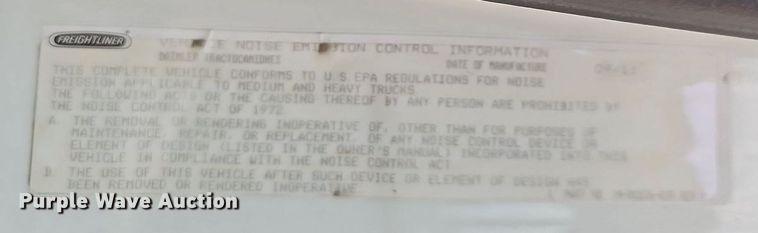 FREIGHTLINER
VEHICLE NOISE EMISSION CONTROL INFORMATION
DAIMLER TRACTOCAMIONES DATE OF MANUFACTURE
THIS COMPLETE VEHICLE CONFORMS TO U.S EPA REGULATIONS FOR NOISE
EMISSION APPLICABLE TO MEDIUM AND HEAVY TRUCKS.
THE FOLLOWING ACTS OR THE CAUSING THEREOF BY ANY PERSON ARE PROHIBITED BY
THE NOISE CONTROL ACT OF 1972
A. THE REMOVAL OR RENDERING INOPERATIVE OF, OTHER THAN FOR PURPOSES OF
MAINTENANCE, REPAIR, OR REPLACEMENT, OF ANY NOISE CONTROL DEVICE OR
ELEMENT OF DESIGN (LISTED IN THE OWNER'S MANUAL) INCORPORATED INTO THIS
VEHICLE IN COMPLIANCE WITH THE NOISE CONTROL ACT
B. THE USE OF THIS VEHICLE AFTER SUCH DEVICE OR ELEMENT OF DESIGN HAS
BEEN REMOVED OR RENDERED INOPERATIVE.
PART NO.
Purple Wave Auction